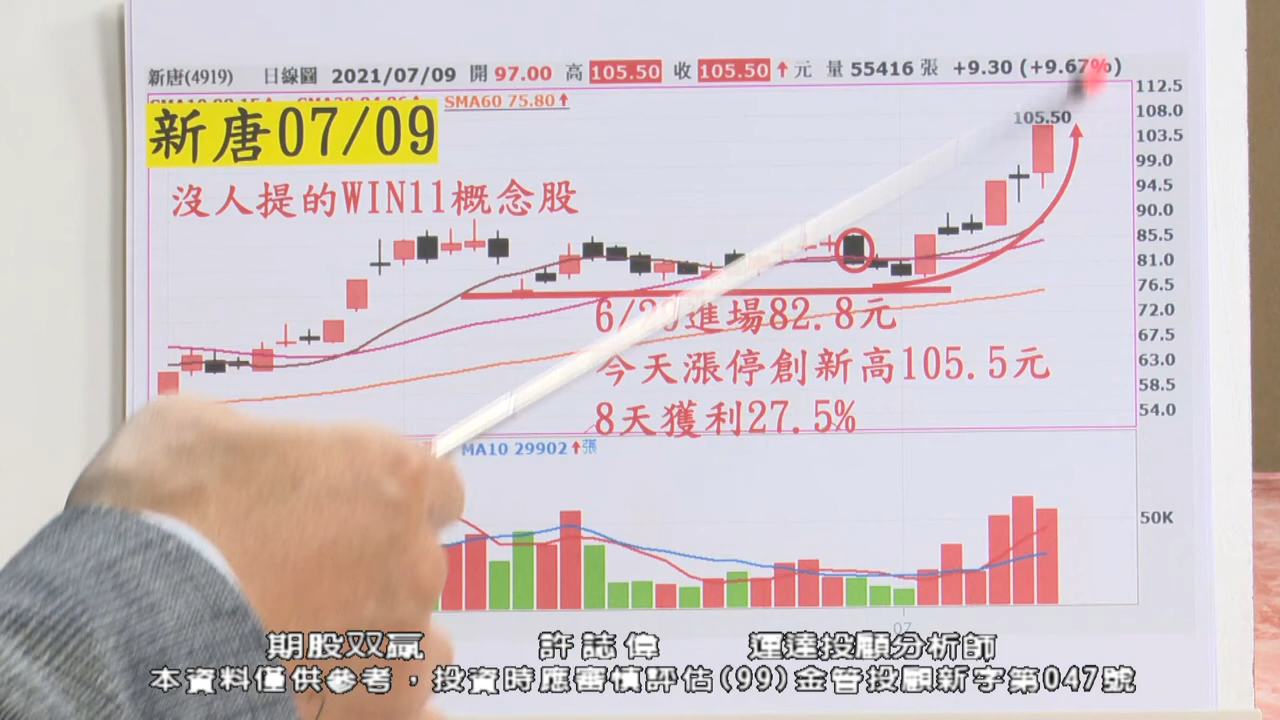 新唐(4919) 日線圖 2021/07/09 開 97.00 高 105.50 收 105.50↑元 量 55416 張 +9.30 (+9.67%)
SMA60 75.80↑
新唐07/09
沒人提的WIN11概念股
105.50
112.5
108.0
103.5
99.0
94.5
90.0
85.5
81.0
76.5
72.0
67.5
63.0
58.5
54.0
6/29進場82.8元
今天漲停創新高105.5元
8天獲利27.5%
MA10 29902↑張
50K
07
期股双贏 許誌偉 運達投顧分析師
本資料僅供參考，投資時應審慎評估(99)金管投顧新字第047號